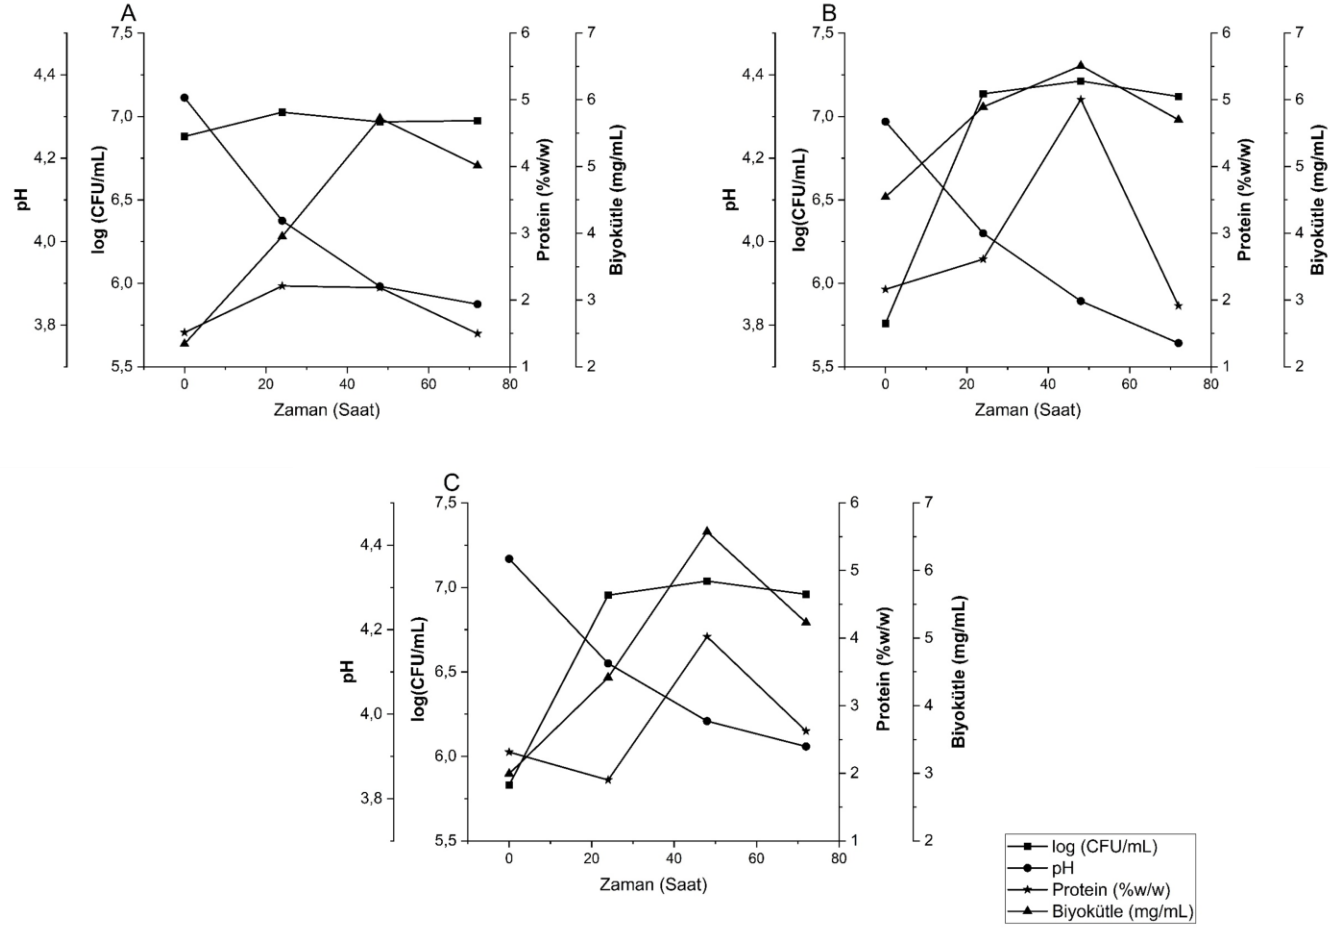 A
7,5
7,0
6,5
6,0
5,5
4,4
4,2
4,0
3,8
pH
log (CFU/mL)
6
5
4
3
2
1
Protein (%w/w)
7
6
5
4
3
2
Biyokütle (mg/mL)
0 20 40 60 80
Zaman (Saat)
B
7,5
7,0
6,5
6,0
5,5
4,4
4,2
4,0
3,8
pH
log(CFU/mL)
6
5
4
3
2
1
Protein (%w/w)
7
6
5
4
3
2
Biyokütle (mg/mL)
0 20 40 60 80
Zaman (Saat)
C
7,5
7,0
6,5
6,0
5,5
4,4
4,2
4,0
3,8
pH
log(CFU/mL)
6
5
4
3
2
1
Protein (%w/w)
7
6
5
4
3
2
Biyokütle (mg/mL)
0 20 40 60 80
Zaman (Saat)
log (CFU/mL)
pH
Protein (%w/w)
Biyokütle (mg/mL)